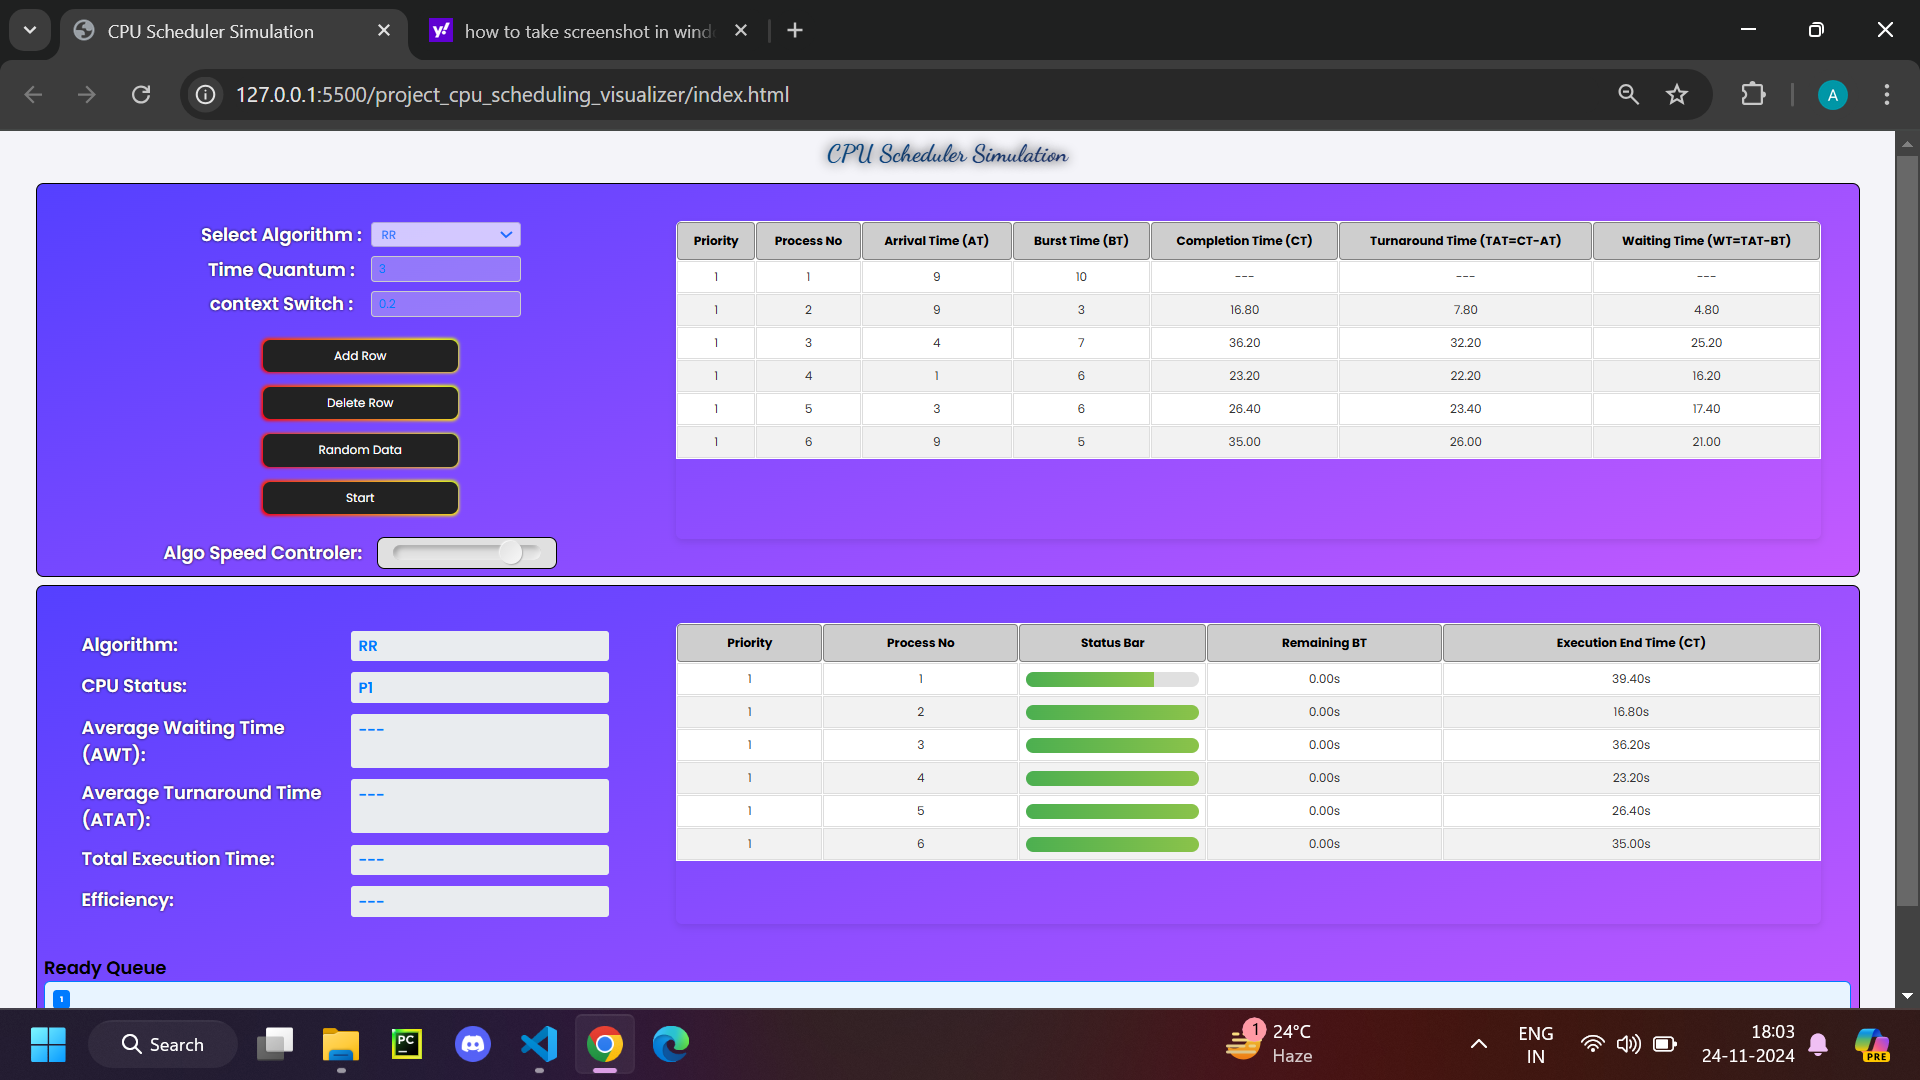 CPU Scheduler Simulation
how to take screenshot in wind
127.0.0.1:5500/project_cpu_scheduling_visualizer/index.html
A
CPU Scheduler Simulation
Select Algorithm : RR
Time Quantum : 3
context Switch : 0.2
Add Row
Delete Row
Random Data
Start
Algo Speed Controler:
Priority Process No Arrival Time (AT) Burst Time (BT) Completion Time (CT) Turnaround Time (TAT=CT-AT) Waiting Time (WT=TAT-BT)
1 1 9 10 --- --- ---
1 2 9 3 16.80 7.80 4.80
1 3 4 7 36.20 32.20 25.20
1 4 1 6 23.20 22.20 16.20
1 5 3 6 26.40 23.40 17.40
1 6 9 5 35.00 26.00 21.00
Algorithm: RR
CPU Status: P1
Average Waiting Time (AWT): ---
Average Turnaround Time (ATAT): ---
Total Execution Time: ---
Efficiency: ---
Priority Process No Status Bar Remaining BT Execution End Time (CT)
1 1 0.00s 39.40s
1 2 0.00s 16.80s
1 3 0.00s 36.20s
1 4 0.00s 23.20s
1 5 0.00s 26.40s
1 6 0.00s 35.00s
Ready Queue
1
Search
PC
1
24°C
Haze
ENG
IN
18:03
24-11-2024
PRE